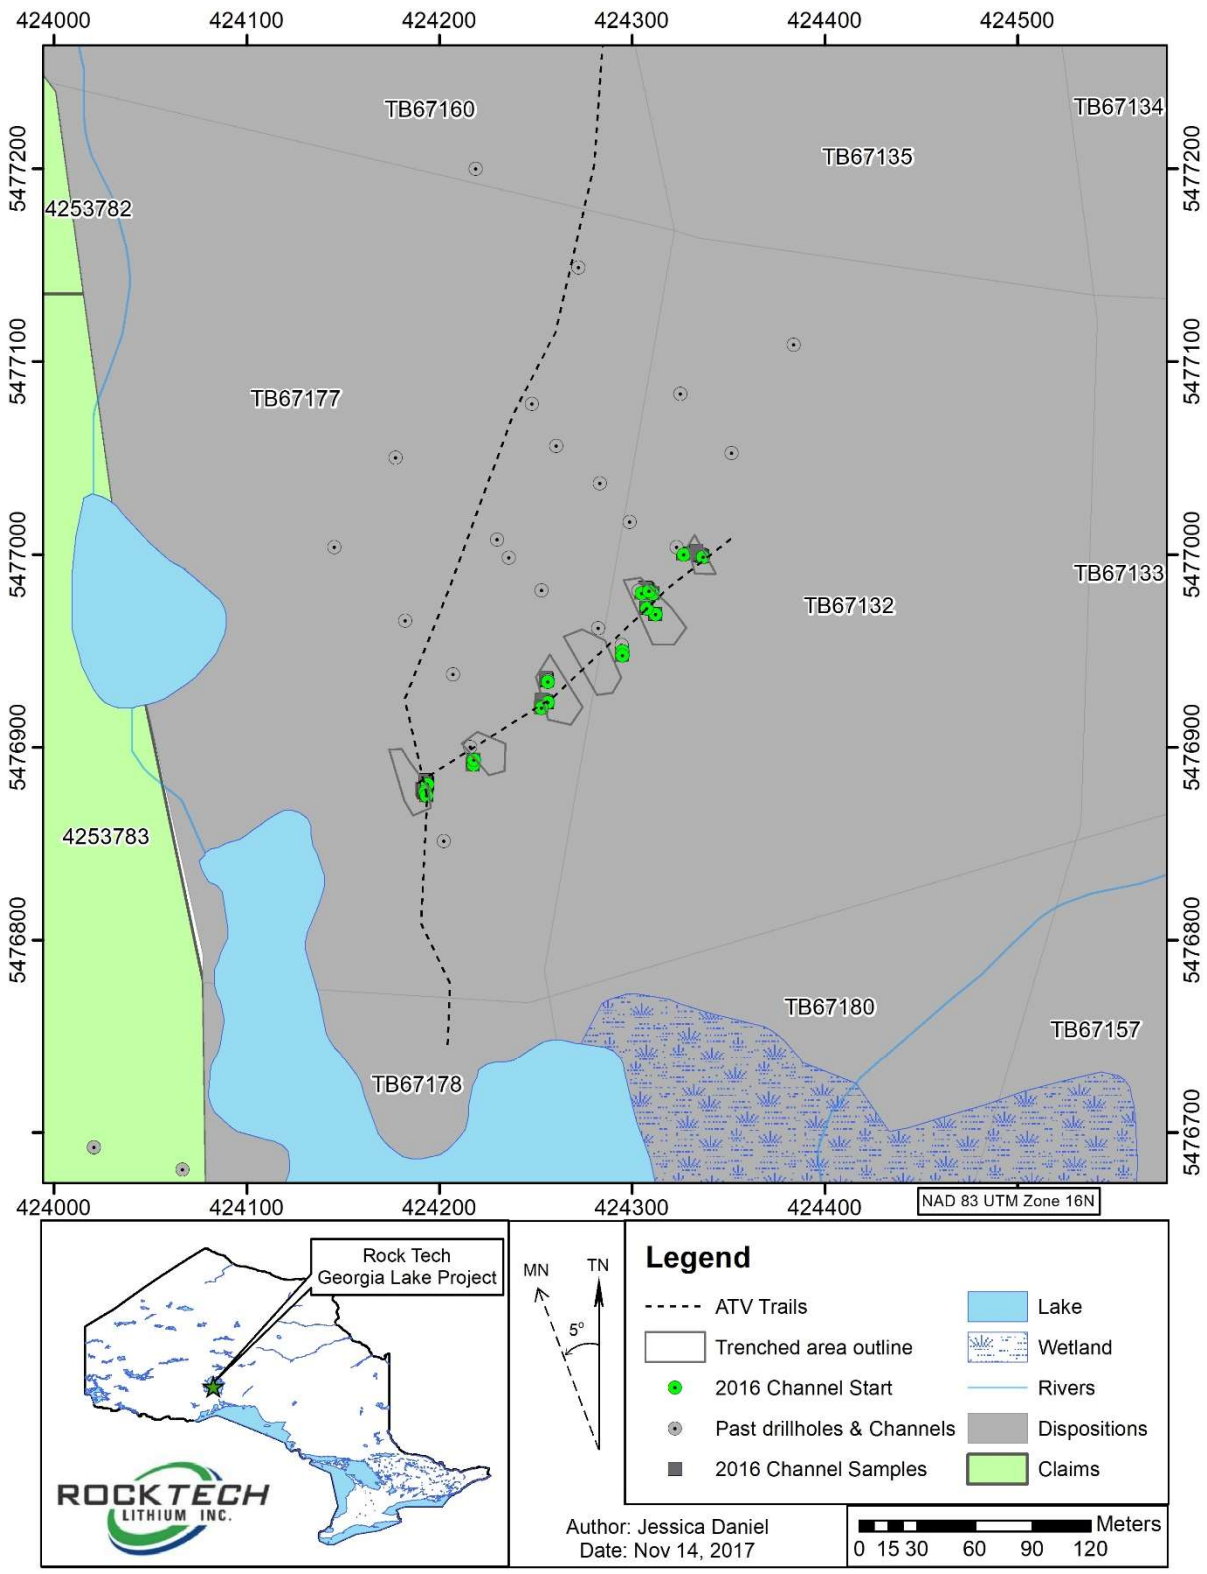 424000 424100 424200 424300 424400 424500
TB67160
TB67134
TB67135
5477200
5477200
4253782
5477100
5477100
TB67177
5477000
5477000
TB67133
TB67132
5476900
5476900
4253783
5476800
5476800
TB67180
TB67157
TB67178
5476700
424000 424100 424200 424300 424400
NAD 83 UTM Zone 16N
Rock Tech
Georgia Lake Project
ROCKTECH
LITHIUM INC.
MN
TN
5°
Legend
ATV Trails
Trenched area outline
2016 Channel Start
Past drillholes & Channels
2016 Channel Samples
Lake
Wetland
Rivers
Dispositions
Claims
Author: Jessica Daniel
Date: Nov 14, 2017
Meters
0 15 30 60 90 120